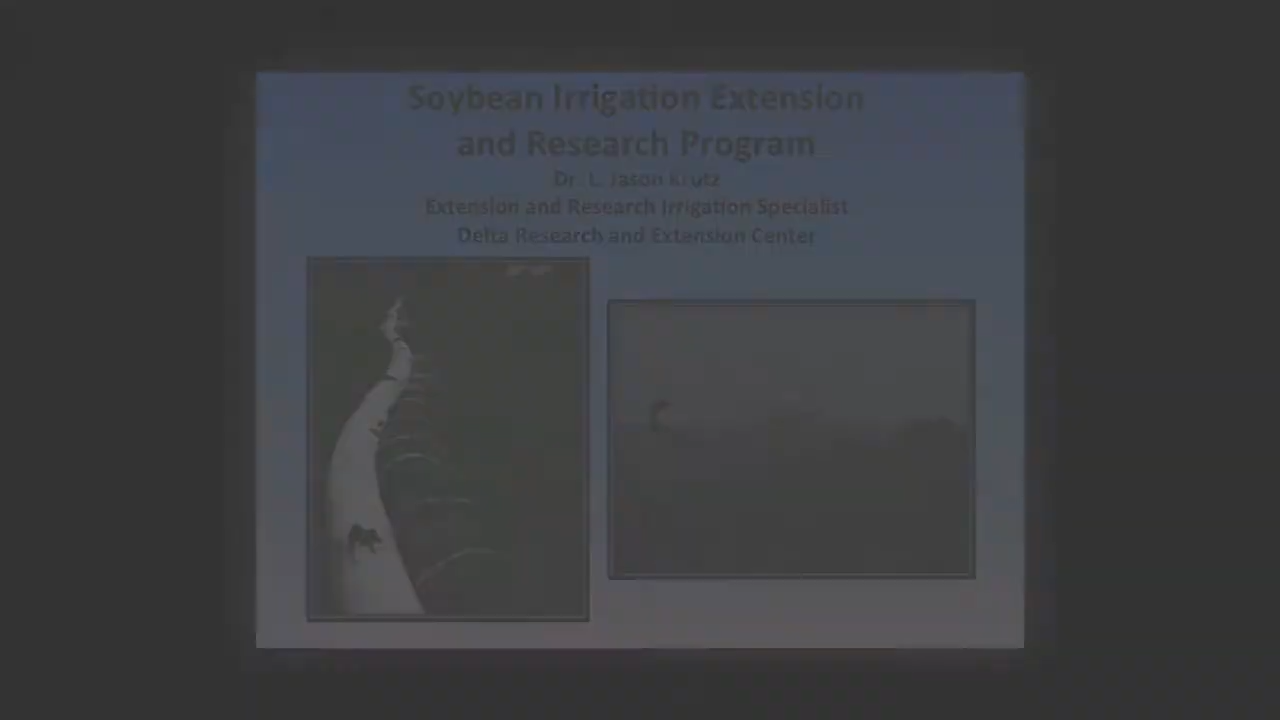 Soybean Irrigation Extension
and Research Program
Dr. L. Jason Krutz
Extension and Research Irrigation Specialist
Delta Research and Extension Center